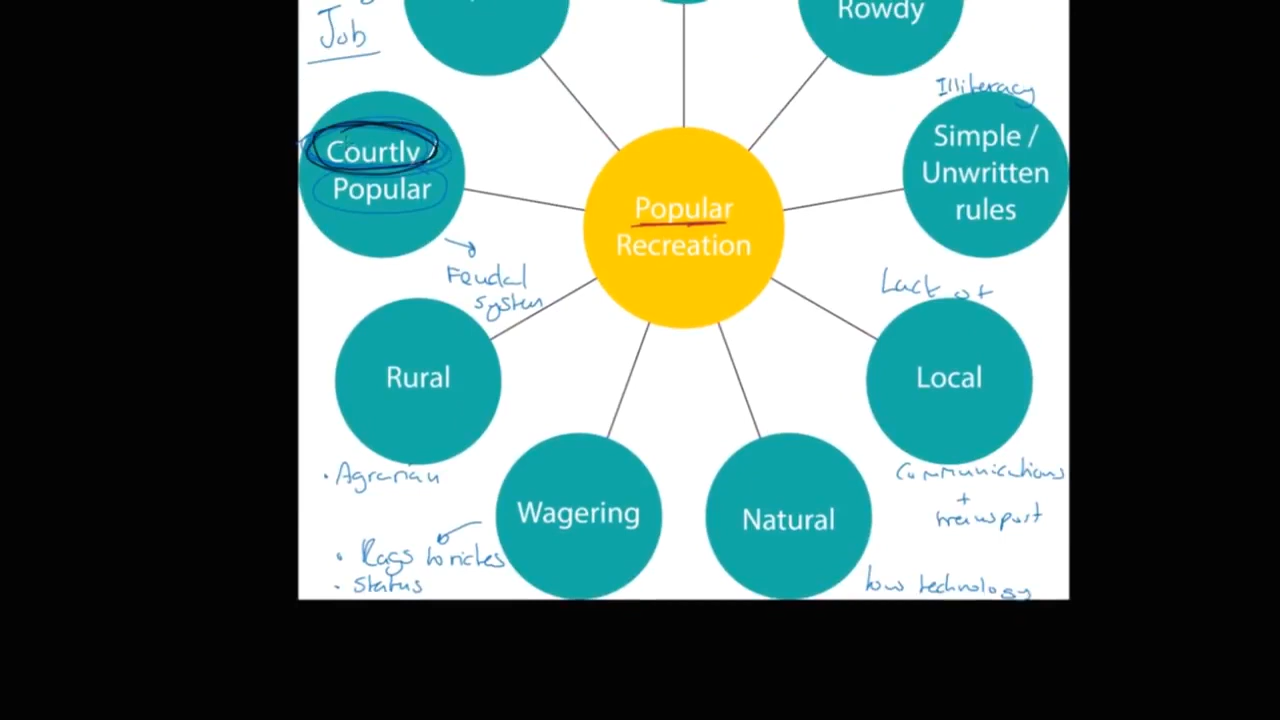 Job
Rowdy
Illiteracy
Courtly
Popular
Simple /
Unwritten
rules
Popular
Recreation
Feudal
system
Lack of
Rural
Local
Agrarian
Communications
+
transport
Wagering
Natural
Rags to riches
Status
low technology